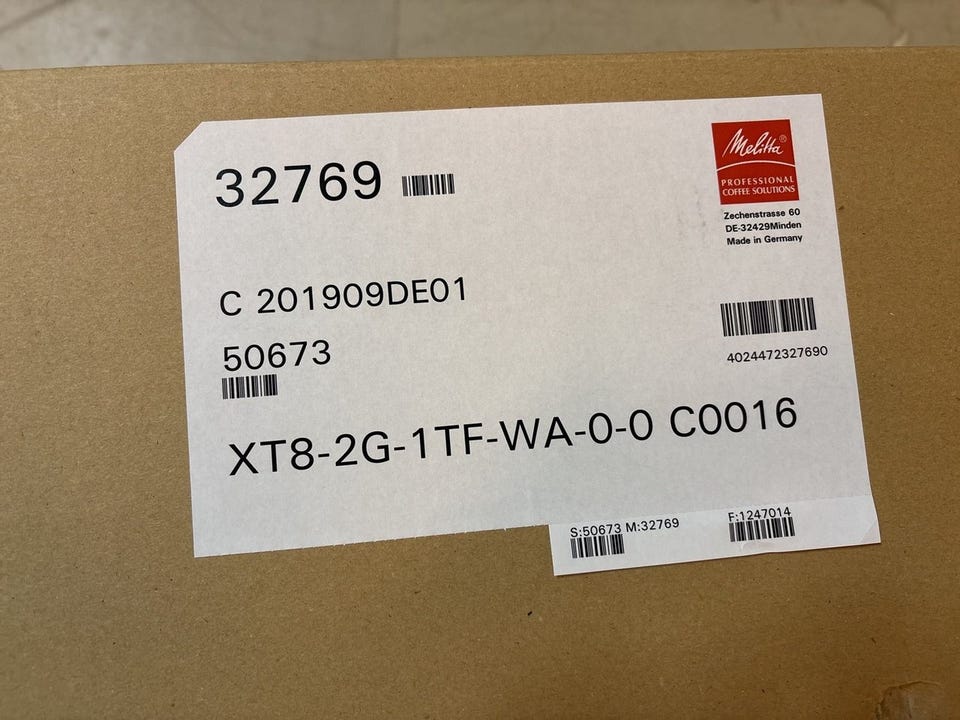 32769
Melitta®
PROFESSIONAL
COFFEE SOLUTIONS
Zechenstrasse 60
DE-32429Minden
Made in Germany
C 201909DE01
50673
4024472327690
XT8-2G-1TF-WA-0-0 C0016
S:50673 M:32769
F:1247014